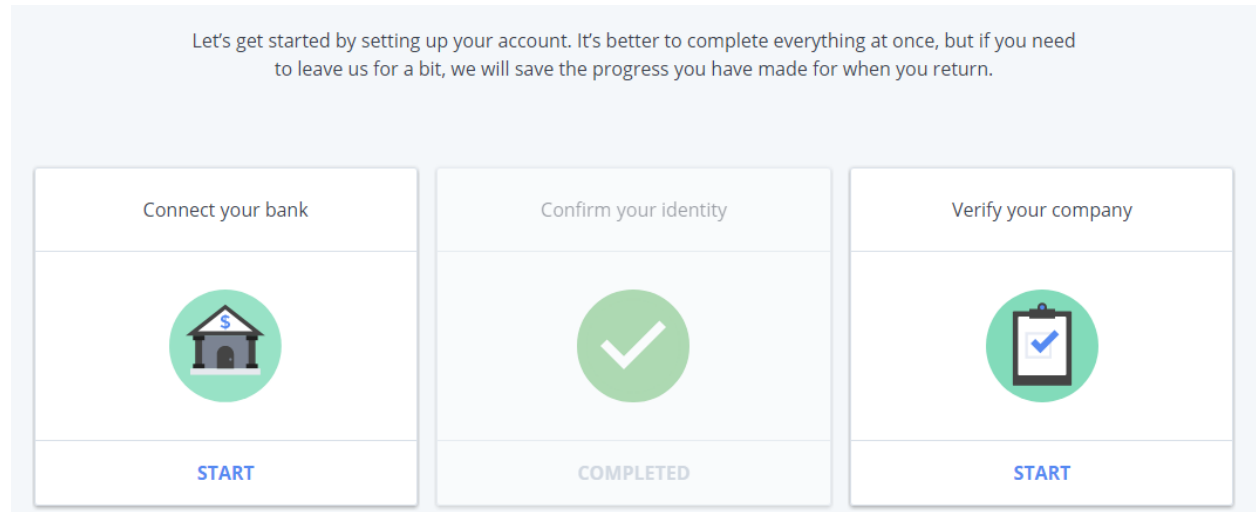 Let’s get started by setting up your account. It’s better to complete everything at once, but if you need
to leave us for a bit, we will save the progress you have made for when you return.
Connect your bank
Confirm your identity
Verify your company
$
START
COMPLETED
START